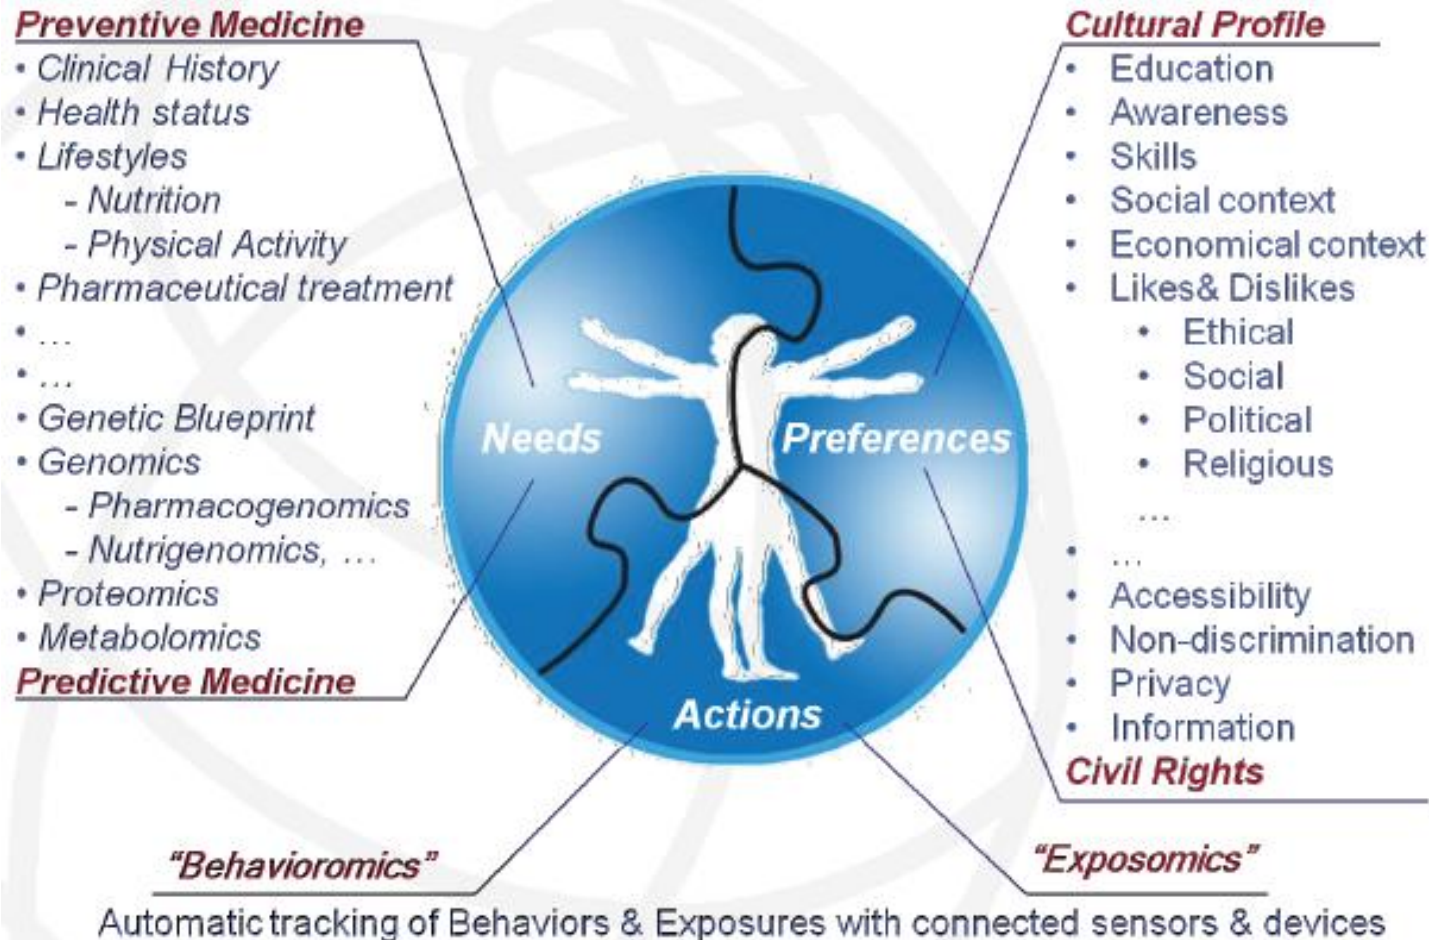 Preventive Medicine
• Clinical History
• Health status
• Lifestyles
- Nutrition
- Physical Activity
• Pharmaceutical treatment
• ...
• ...
• Genetic Blueprint
• Genomics
- Pharmacogenomics
- Nutrigenomics, ...
• Proteomics
• Metabolomics
Predictive Medicine
Needs
Preferences
Actions
Cultural Profile
• Education
• Awareness
• Skills
• Social context
• Economical context
• Likes& Dislikes
• Ethical
• Social
• Political
• Religious
...
• ...
• Accessibility
• Non-discrimination
• Privacy
• Information
Civil Rights
“Behavioromics”
“Exposomics”
Automatic tracking of Behaviors & Exposures with connected sensors & devices